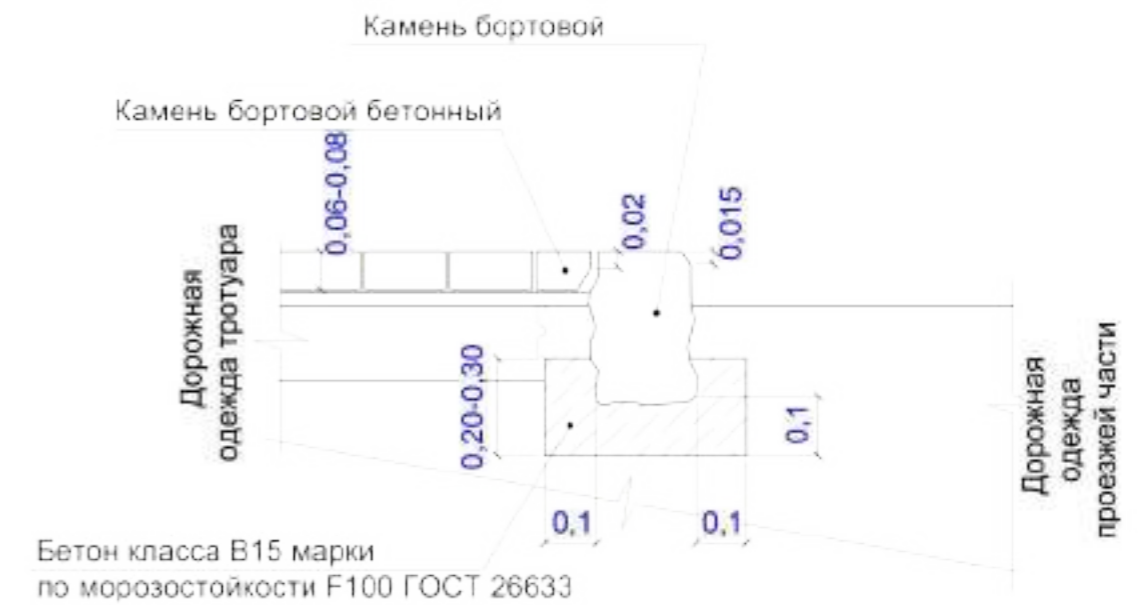 Камень бортовой
Камень бортовой бетонный
0,06-0,08
0,02
0,015
Дорожная
одежда тротуара
0,20-0,30
0,1
Дорожная
одежда
проезжей части
0,1
0,1
Бетон класса В15 марки
по морозостойкости F100 ГОСТ 26633